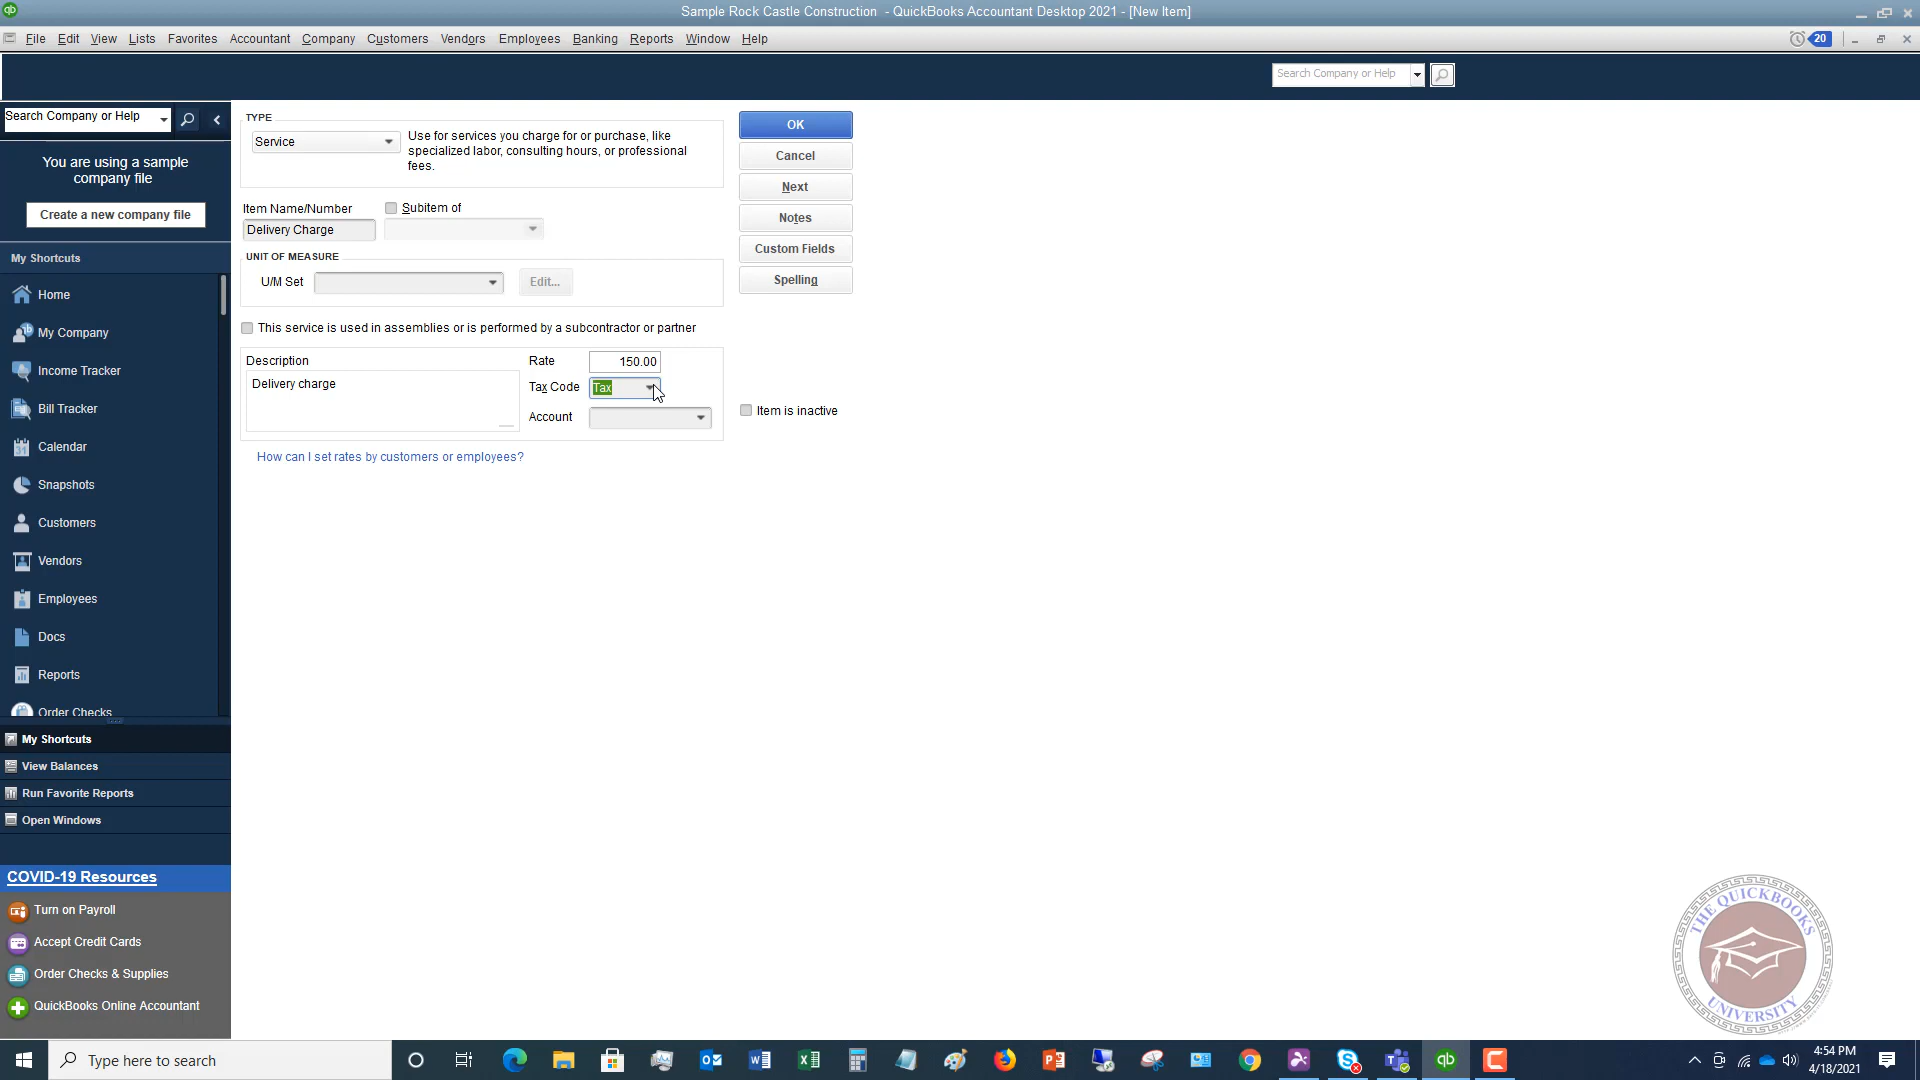 Sample Rock Castle Construction - QuickBooks Accountant Desktop 2021 - [New Item]
File Edit View Lists Favorites Accountant Company Customers Vendors Employees Banking Reports Window Help
20
Search Company or Help
Search Company or Help
You are using a sample
company file
Create a new company file
My Shortcuts
Home
My Company
Income Tracker
Bill Tracker
Calendar
Snapshots
Customers
Vendors
Employees
Docs
Reports
Order Checks
My Shortcuts
View Balances
Run Favorite Reports
Open Windows
COVID-19 Resources
Turn on Payroll
Accept Credit Cards
Order Checks & Supplies
QuickBooks Online Accountant
TYPE
Service
Use for services you charge for or purchase, like
specialized labor, consulting hours, or professional
fees.
Item Name/Number
Subitem of
Delivery Charge
UNIT OF MEASURE
U/M Set
Edit...
This service is used in assemblies or is performed by a subcontractor or partner
Description
Delivery charge
Rate
150.00
Tax Code
Tax
Account
How can I set rates by customers or employees?
OK
Cancel
Next
Notes
Custom Fields
Spelling
Item is inactive
THE QUICKBOOKS
UNIVERSITY
Type here to search
4:54 PM
4/18/2021